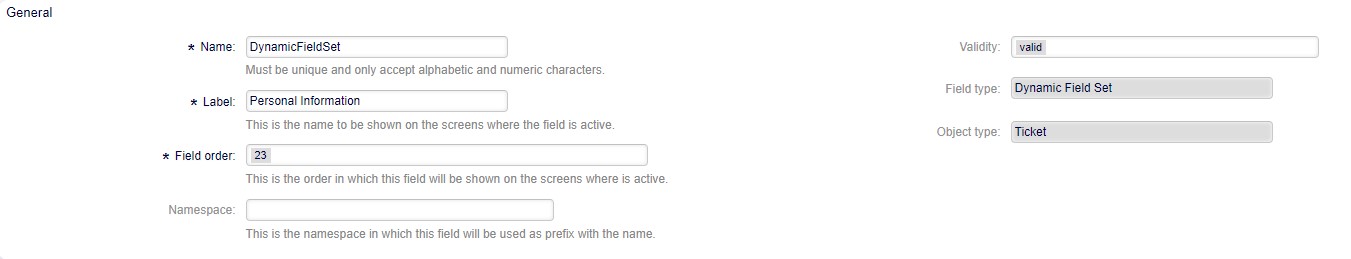 General
* Name: DynamicFieldSet
Must be unique and only accept alphabetic and numeric characters.
* Label: Personal Information
This is the name to be shown on the screens where the field is active.
* Field order: 23
This is the order in which this field will be shown on the screens where is active.
Namespace:
This is the namespace in which this field will be used as prefix with the name.
Validity: valid
Field type: Dynamic Field Set
Object type: Ticket